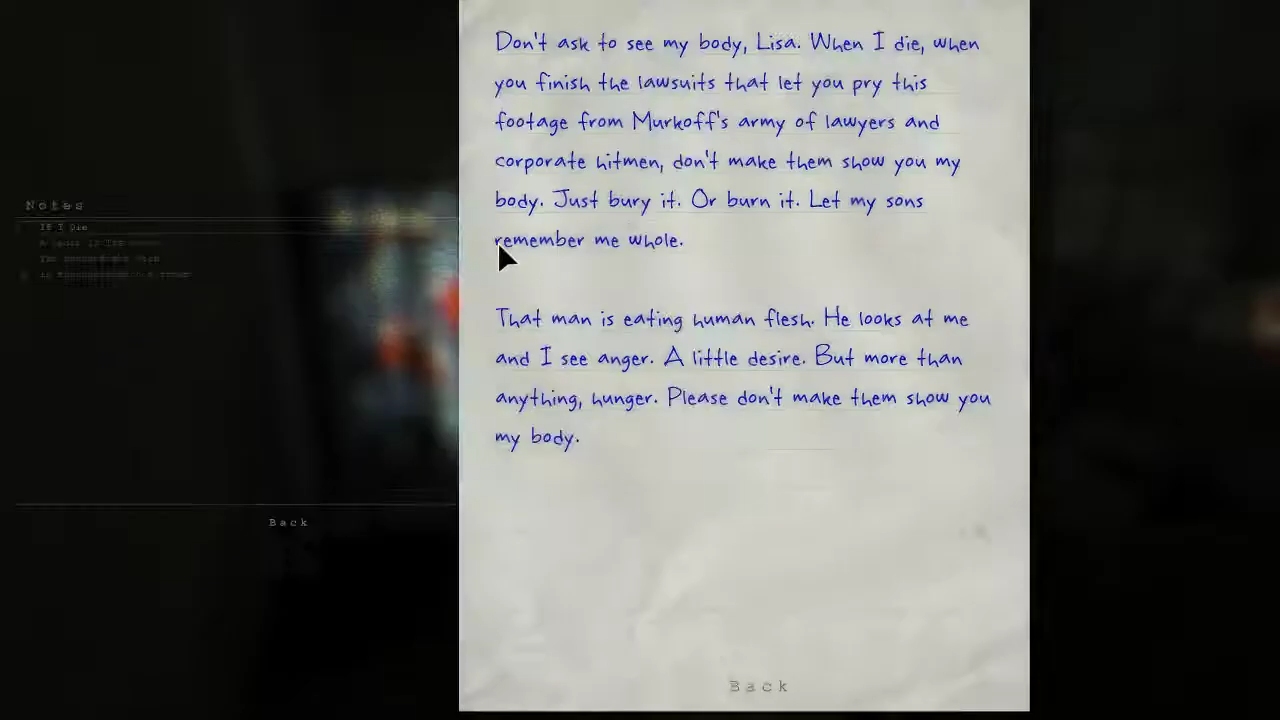 Notes
If I Die
Don't ask to see my body, Lisa. When I die, when
you finish the lawsuits that let you pry this
footage from Murkoff's army of lawyers and
corporate hitmen, don't make them show you my
body. Just bury it. Or burn it. Let my sons
remember me whole.
That man is eating human flesh. He looks at me
and I see anger. A little desire. But more than
anything, hunger. Please don't make them show you
my body.
Back
Back